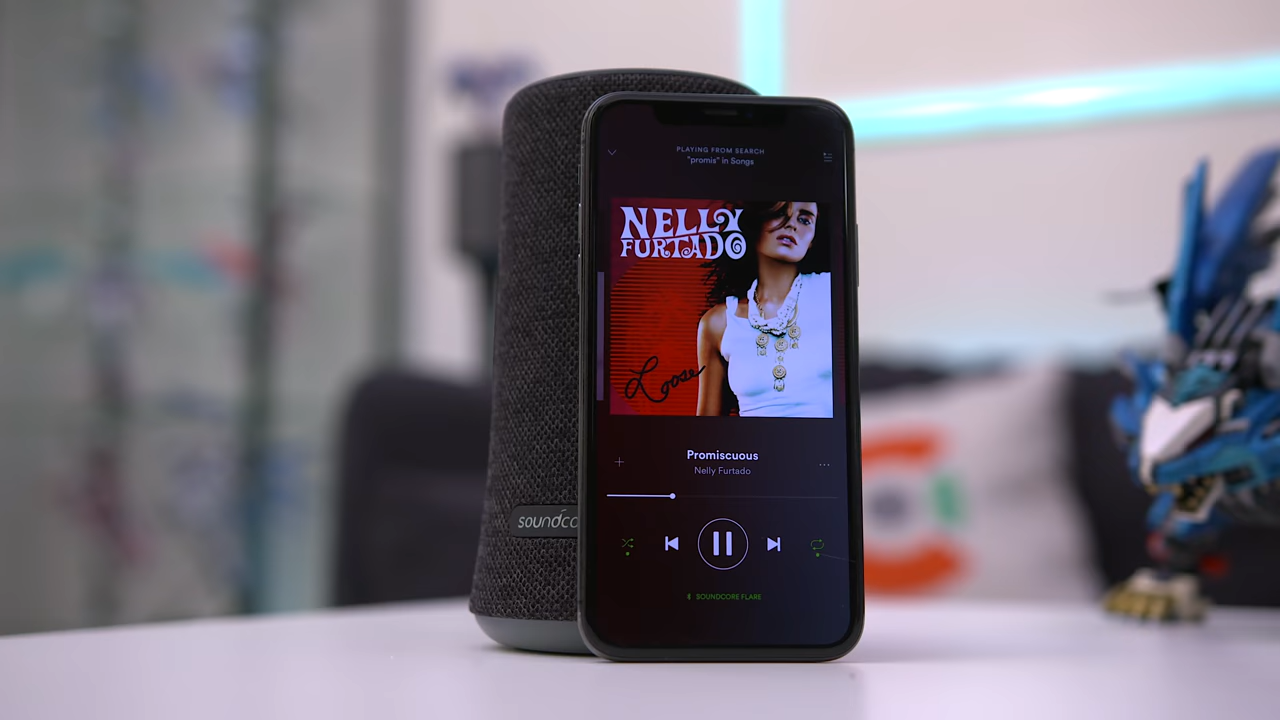 PLAYING FROM SEARCH
"promis" in Songs
NELLY
FURTADO
Loose
Promiscuous
Nelly Furtado
soundco
SOUNDCORE FLARE